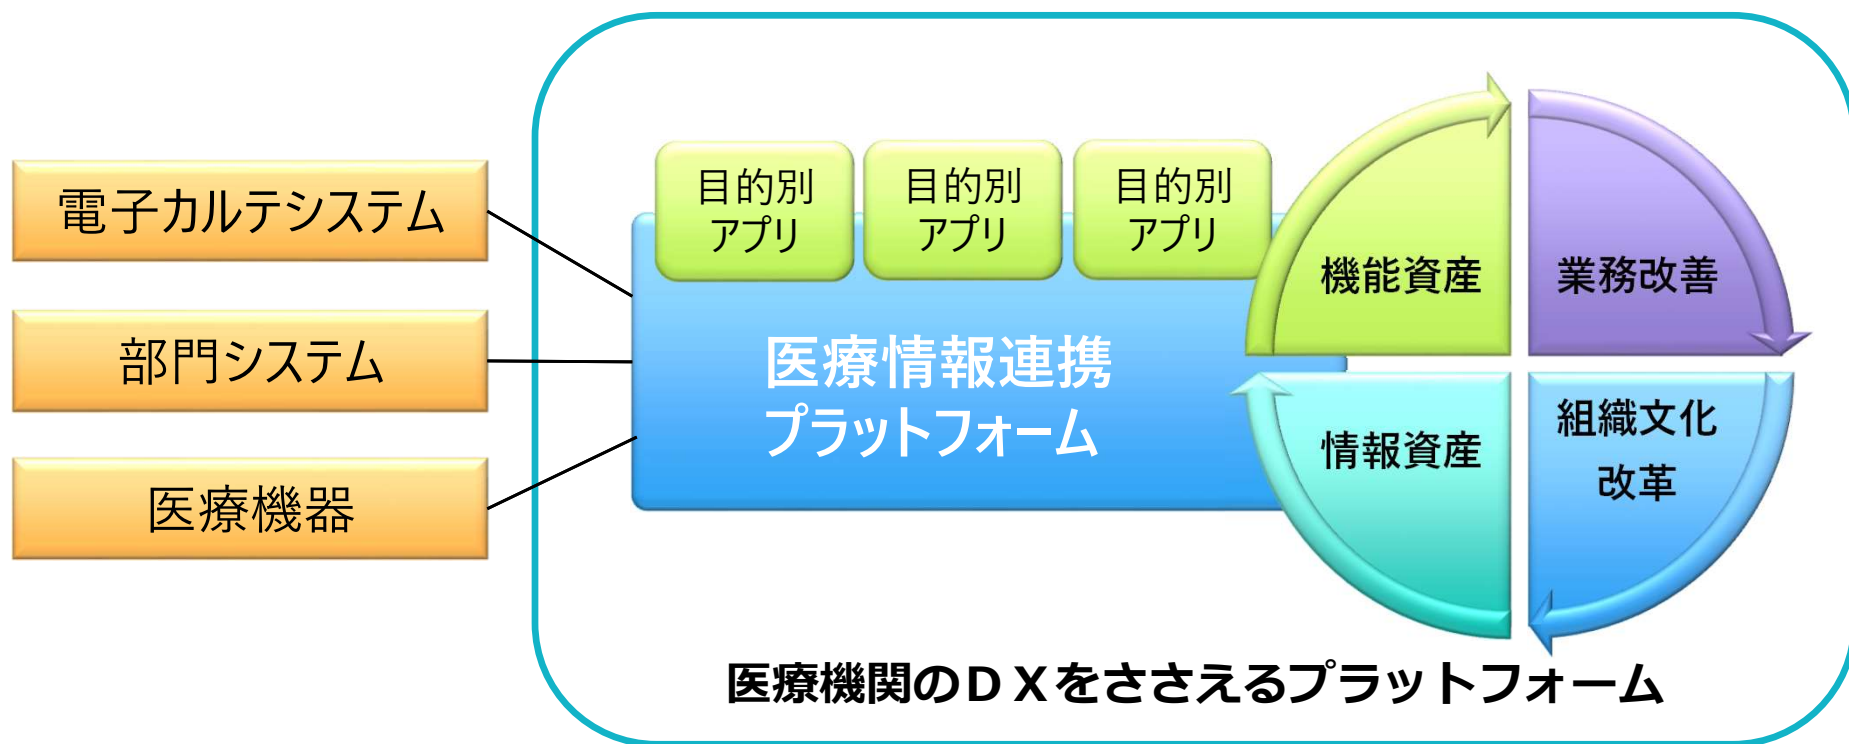 電子カルテシステム
部門システム
医療機器
目的別
アプリ
目的別
アプリ
目的別
アプリ
医療情報連携
プラットフォーム
機能資産
業務改善
情報資産
組織文化
改革
医療機関のＤＸをささえるプラットフォーム